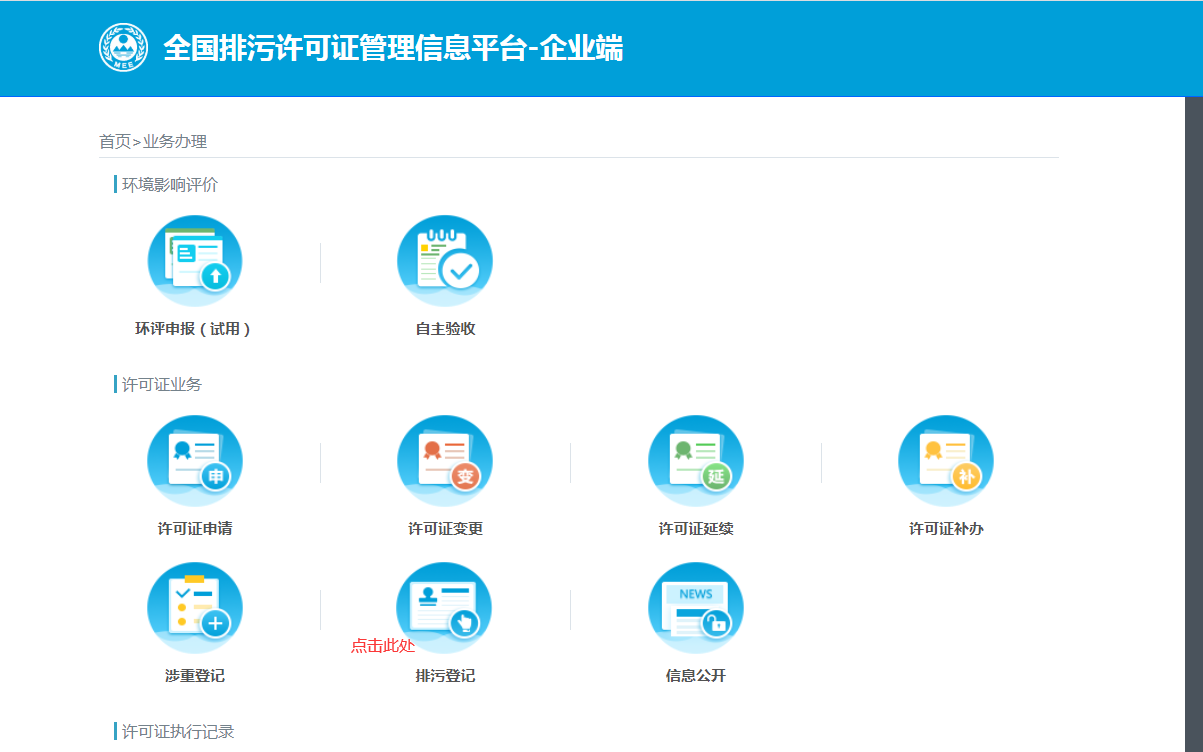 MEE
全国排污许可证管理信息平台-企业端
首页>业务办理
环境影响评价
环评申报（试用）
自主验收
许可证业务
申
变
延
补
许可证申请
许可证变更
许可证延续
许可证补办
NEWS
点击此处
涉重登记
排污登记
信息公开
许可证执行记录